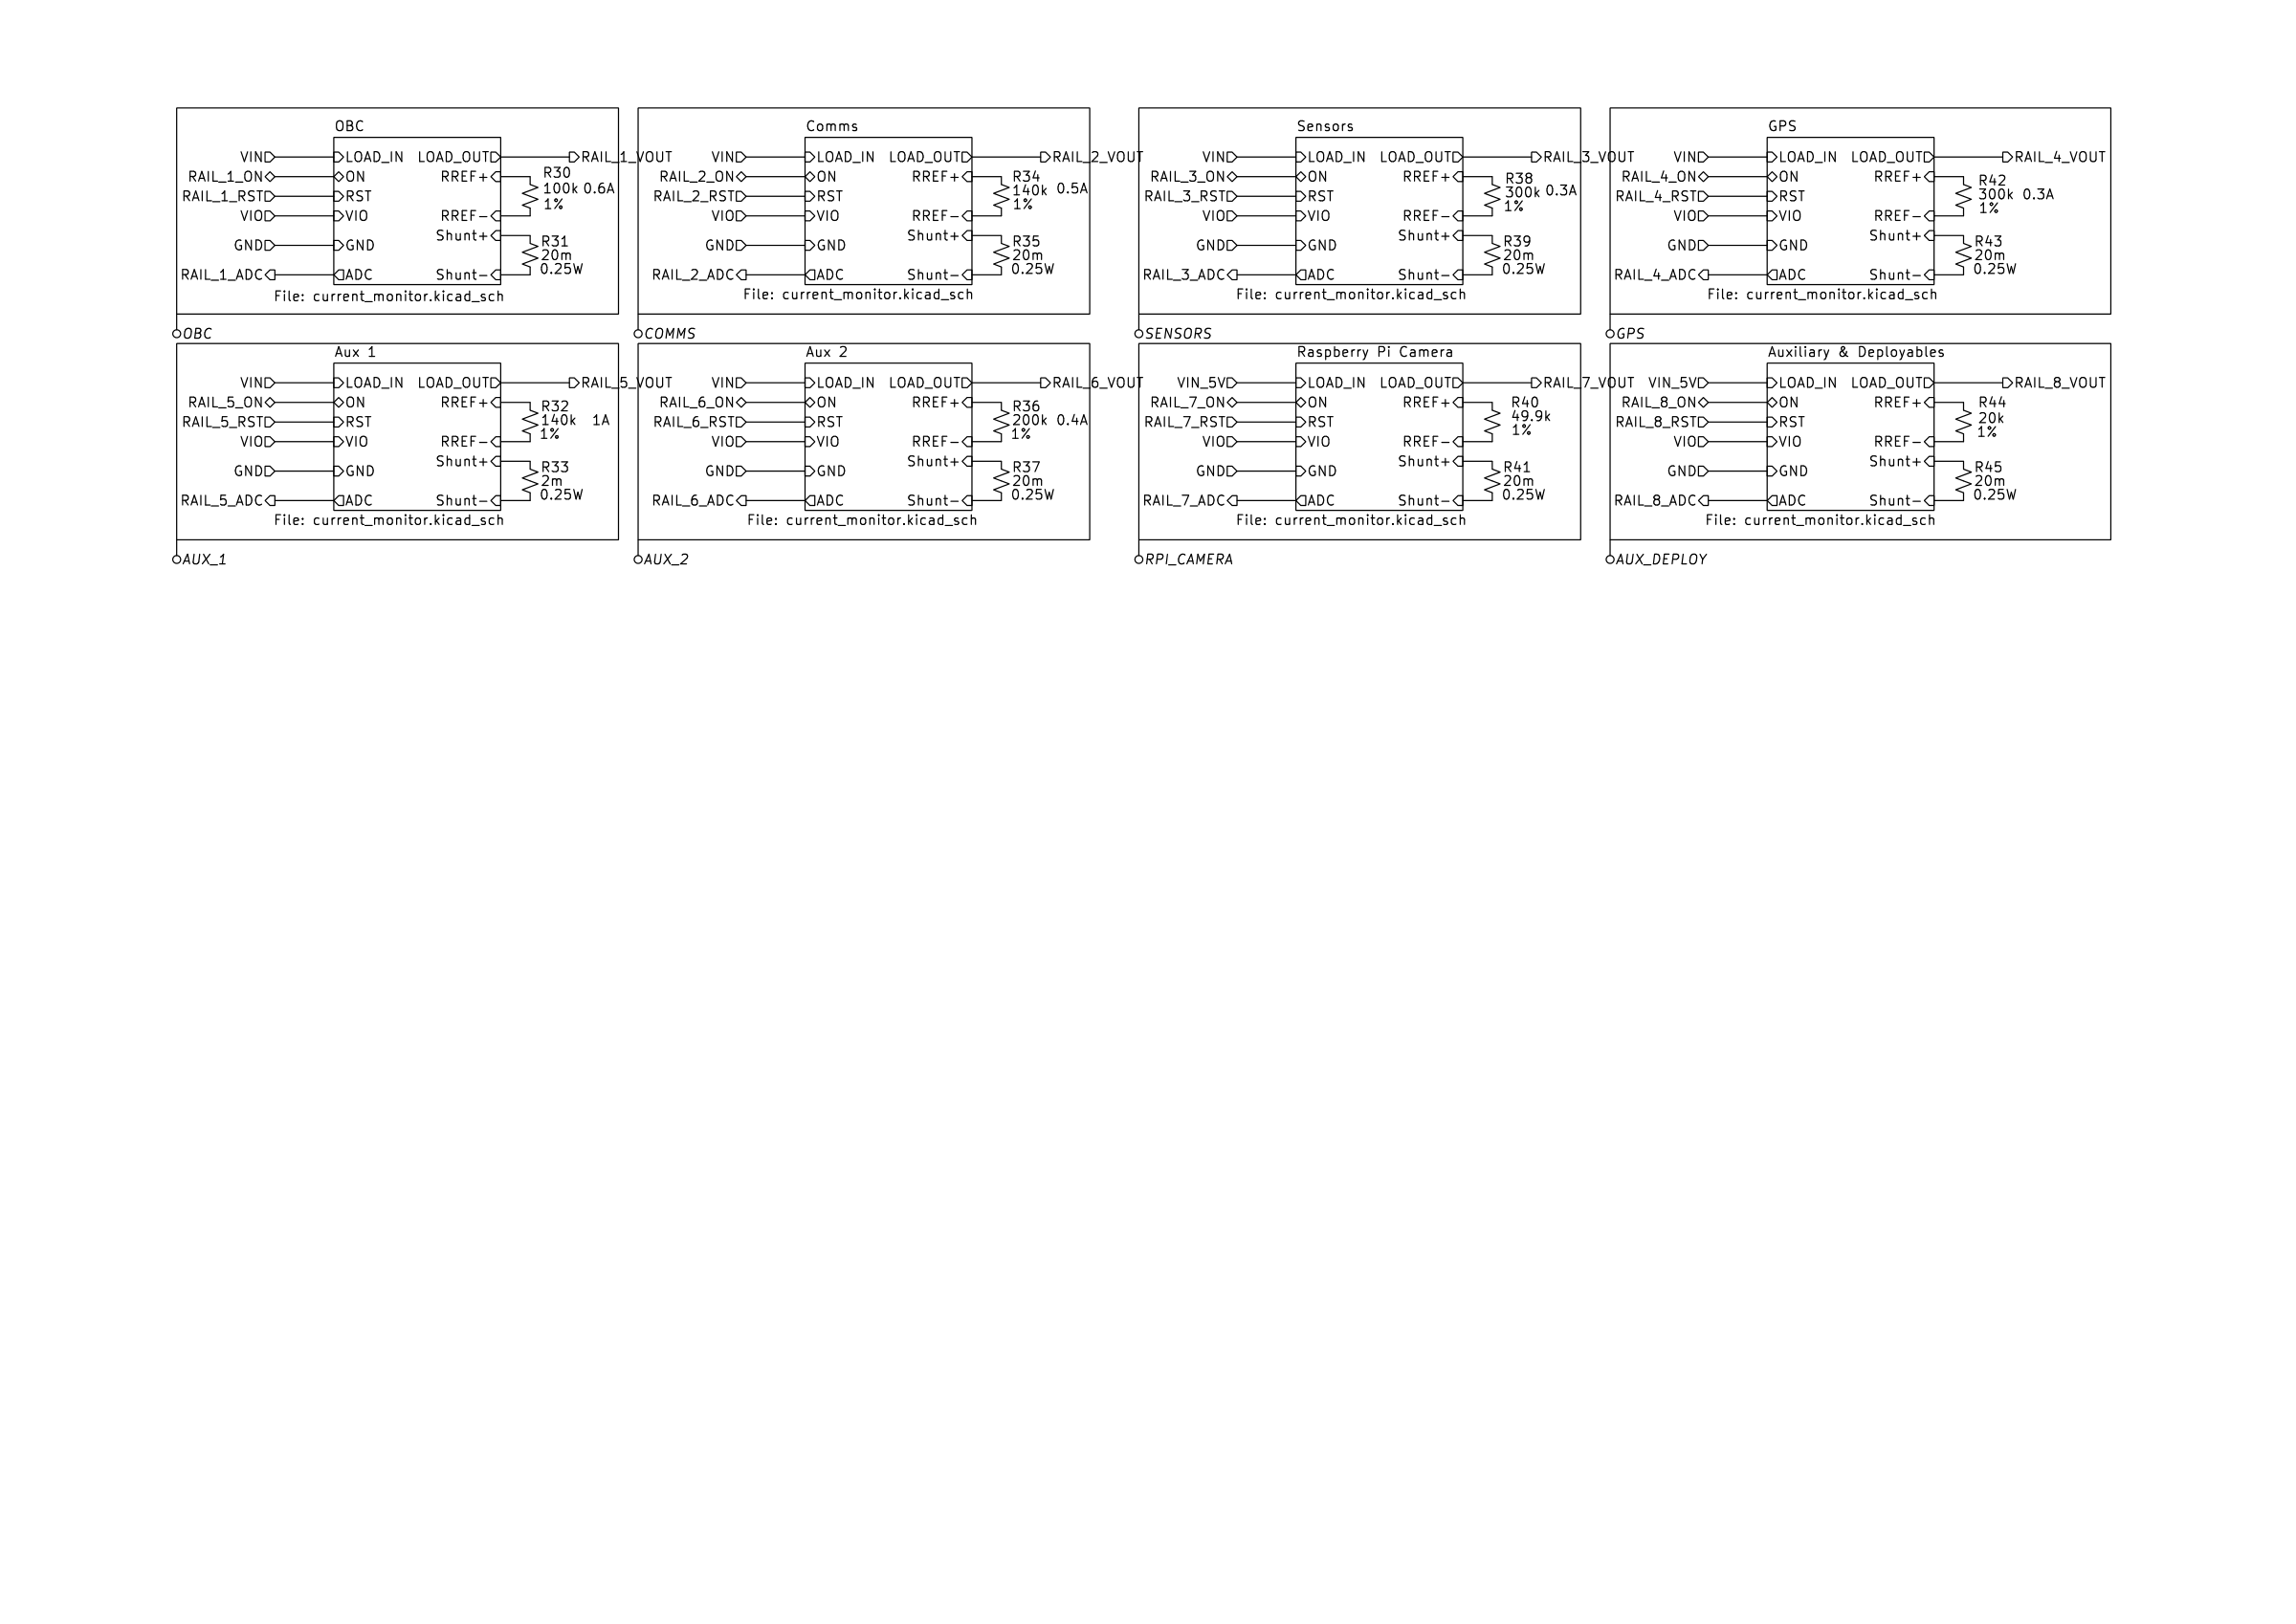 OBC
VIN LOAD_IN LOAD_OUT RAIL_1_VOUT
RAIL_1_ON ON RREF+ R30
100k 0.6A
RAIL_1_RST RST 1%
VIO VIO RREF-
Shunt+ R31
GND GND 20m
0.25W
RAIL_1_ADC ADC Shunt-
File: current_monitor.kicad_sch
OBC
Comms
VIN LOAD_IN LOAD_OUT RAIL_2_VOUT
RAIL_2_ON ON RREF+ R34
140k 0.5A
RAIL_2_RST RST 1%
VIO VIO RREF-
Shunt+ R35
GND GND 20m
0.25W
RAIL_2_ADC ADC Shunt-
File: current_monitor.kicad_sch
COMMS
Sensors
VIN LOAD_IN LOAD_OUT RAIL_3_VOUT
RAIL_3_ON ON RREF+ R38
300k 0.3A
RAIL_3_RST RST 1%
VIO VIO RREF-
Shunt+ R39
GND GND 20m
0.25W
RAIL_3_ADC ADC Shunt-
File: current_monitor.kicad_sch
SENSORS
GPS
VIN LOAD_IN LOAD_OUT RAIL_4_VOUT
RAIL_4_ON ON RREF+ R42
300k 0.3A
RAIL_4_RST RST 1%
VIO VIO RREF-
Shunt+ R43
GND GND 20m
0.25W
RAIL_4_ADC ADC Shunt-
File: current_monitor.kicad_sch
GPS
Aux 1
VIN LOAD_IN LOAD_OUT RAIL_5_VOUT
RAIL_5_ON ON RREF+ R32
RAIL_5_RST RST 140k 1A
1%
VIO VIO RREF-
Shunt+ R33
GND GND 2m
0.25W
RAIL_5_ADC ADC Shunt-
File: current_monitor.kicad_sch
AUX_1
Aux 2
VIN LOAD_IN LOAD_OUT RAIL_6_VOUT
RAIL_6_ON ON RREF+ R36
RAIL_6_RST RST 200k 0.4A
1%
VIO VIO RREF-
Shunt+ R37
GND GND 20m
0.25W
RAIL_6_ADC ADC Shunt-
File: current_monitor.kicad_sch
AUX_2
Raspberry Pi Camera
VIN_5V LOAD_IN LOAD_OUT RAIL_7_VOUT
RAIL_7_ON ON RREF+ R40
49.9k
RAIL_7_RST RST 1%
VIO VIO RREF-
Shunt+ R41
GND GND 20m
0.25W
RAIL_7_ADC ADC Shunt-
File: current_monitor.kicad_sch
RPI_CAMERA
Auxiliary & Deployables
VIN_5V LOAD_IN LOAD_OUT RAIL_8_VOUT
RAIL_8_ON ON RREF+ R44
RAIL_8_RST RST 20k
1%
VIO VIO RREF-
Shunt+ R45
GND GND 20m
0.25W
RAIL_8_ADC ADC Shunt-
File: current_monitor.kicad_sch
AUX_DEPLOY